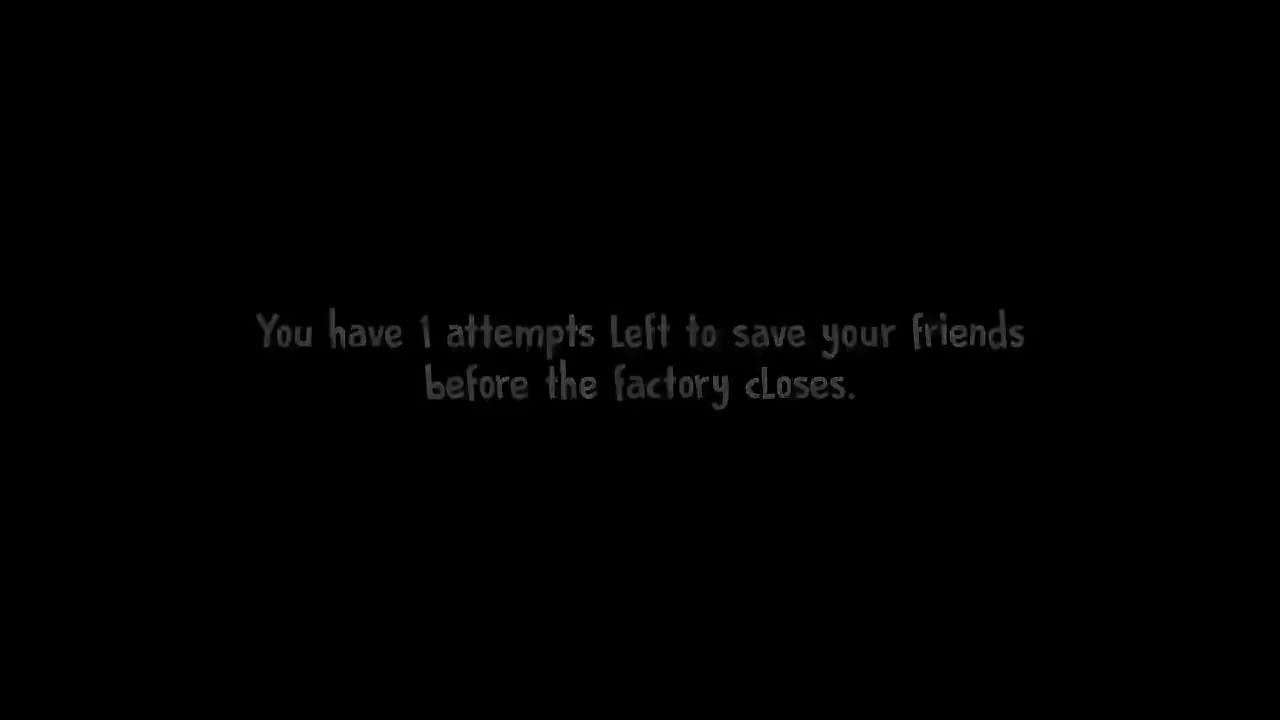 You have 1 attempts left to save your friends
before the factory closes.